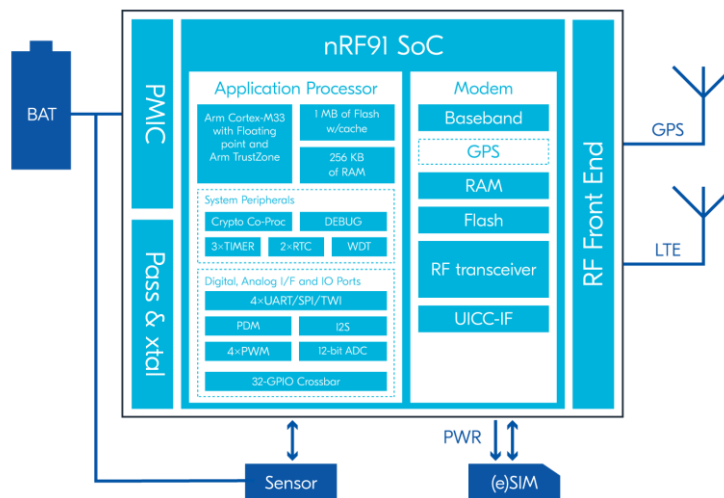 nRF91 SoC
BAT
PMIC
Pass & xtal
Application Processor
Arm Cortex-M33
with Floating
point and
Arm TrustZone
1 MB of Flash
w/cache
256 KB
of RAM
System Peripherals
Crypto Co-Proc
DEBUG
3×TIMER
2×RTC
WDT
Digital, Analog I/F and IO Ports
4×UART/SPI/TWI
PDM
I2S
4×PWM
12-bit ADC
32-GPIO Crossbar
Modem
Baseband
GPS
RAM
Flash
RF transceiver
UICC-IF
RF Front End
GPS
LTE
PWR
Sensor
(e)SIM